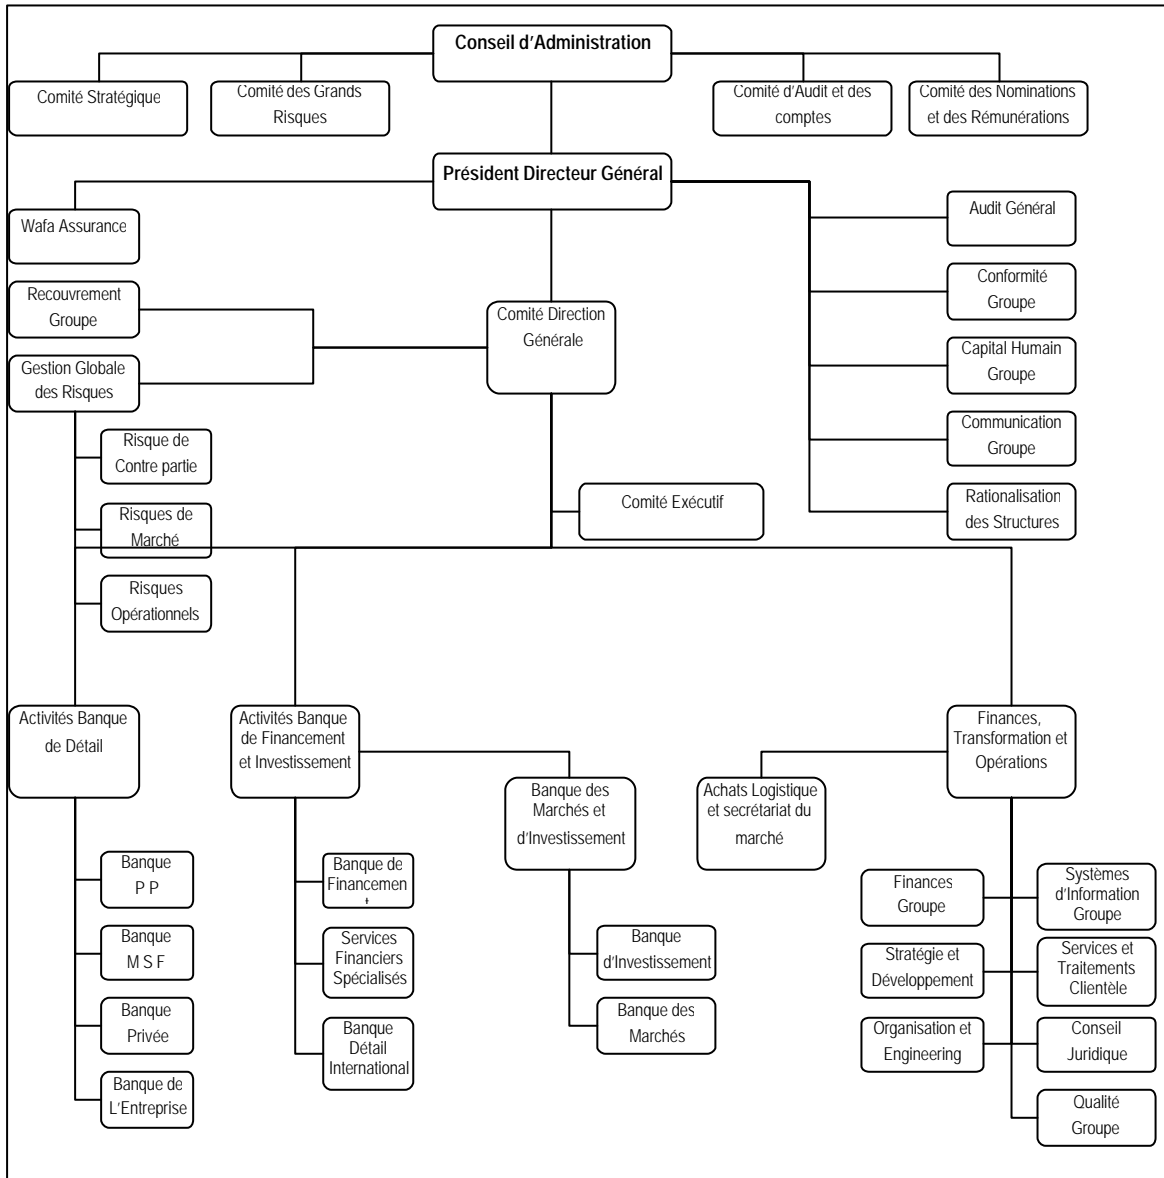 Conseil d'Administration
Comité Stratégique
Comité des Grands
Risques
Comité d'Audit et des
comptes
Comité des Nominations
et des Rémunérations
Président Directeur Général
Wafa Assurance
Audit Général
Recouvrement
Groupe
Conformité
Groupe
Comité Direction
Générale
Gestion Globale
des Risques
Capital Humain
Groupe
Communication
Groupe
Risque de
Contre partie
Comité Exécutif
Rationalisation
des Structures
Risques de
Marché
Risques
Opérationnels
Activités Banque
de Détail
Activités Banque
de Financement
et Investissement
Finances,
Transformation et
Opérations
Banque des
Marchés et
d'Investissement
Achats Logistique
et secrétariat du
marché
Banque
P P
Banque de
Financemen
t
Finances
Groupe
Systèmes
d'Information
Groupe
Banque
M S F
Services
Financiers
Spécialisés
Banque
d'Investissement
Stratégie et
Développement
Services et
Traitements
Clientèle
Banque
Privée
Banque
Détail
International
Banque des
Marchés
Organisation et
Engineering
Conseil
Juridique
Banque de
L'Entreprise
Qualité
Groupe